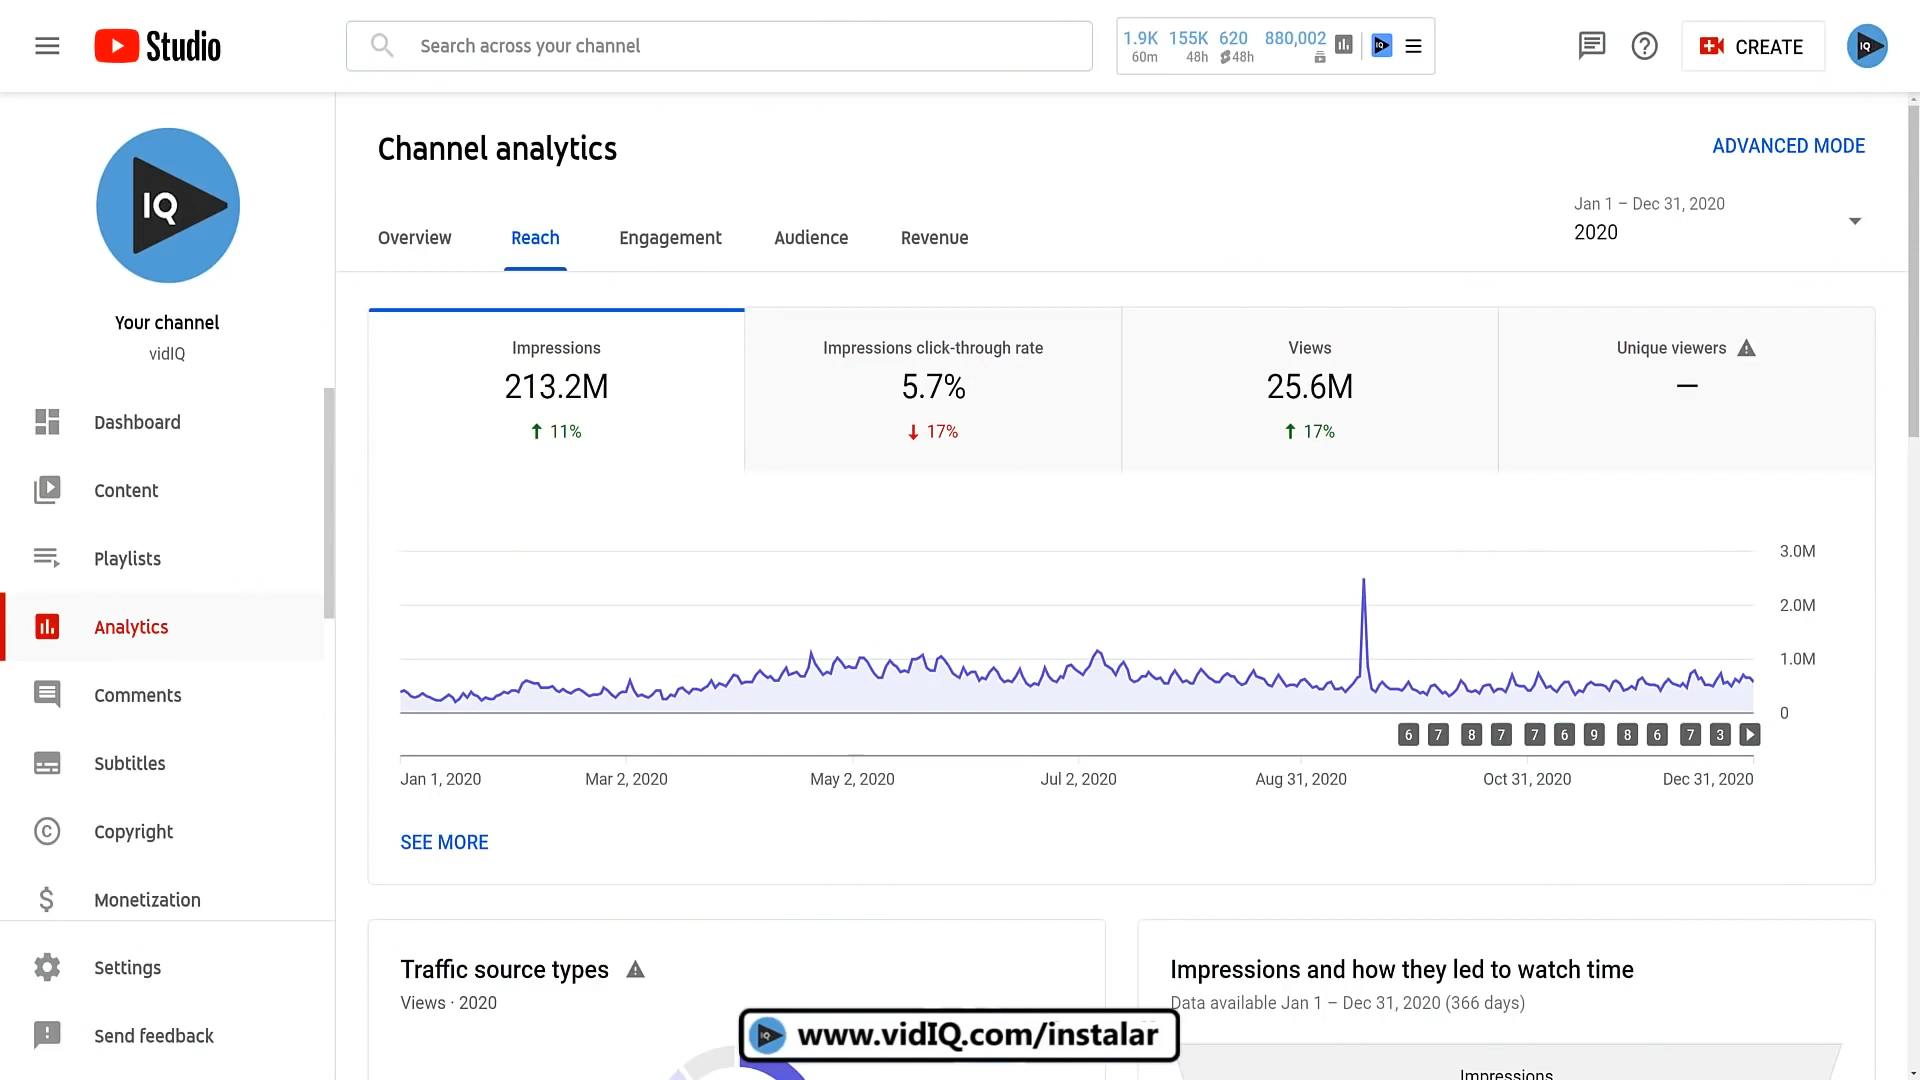 Studio
Search across your channel
1.9K 155K 620 880,002
60m 48h 48h
IQ
CREATE
IQ
IQ
Your channel
vidIQ
Dashboard
Content
Playlists
Analytics
Comments
Subtitles
Copyright
Monetization
Settings
Send feedback
Channel analytics
ADVANCED MODE
Overview Reach Engagement Audience Revenue
Jan 1 – Dec 31, 2020
2020
Impressions
213.2M
11%
Impressions click-through rate
5.7%
17%
Views
25.6M
17%
Unique viewers
—
3.0M
2.0M
1.0M
0
6 7 8 7 7 6 9 8 6 7 3
Jan 1, 2020 Mar 2, 2020 May 2, 2020 Jul 2, 2020 Aug 31, 2020 Oct 31, 2020 Dec 31, 2020
SEE MORE
Traffic source types
Views · 2020
Impressions and how they led to watch time
Data available Jan 1 – Dec 31, 2020 (366 days)
Impressions
IQ www.vidIQ.com/instalar